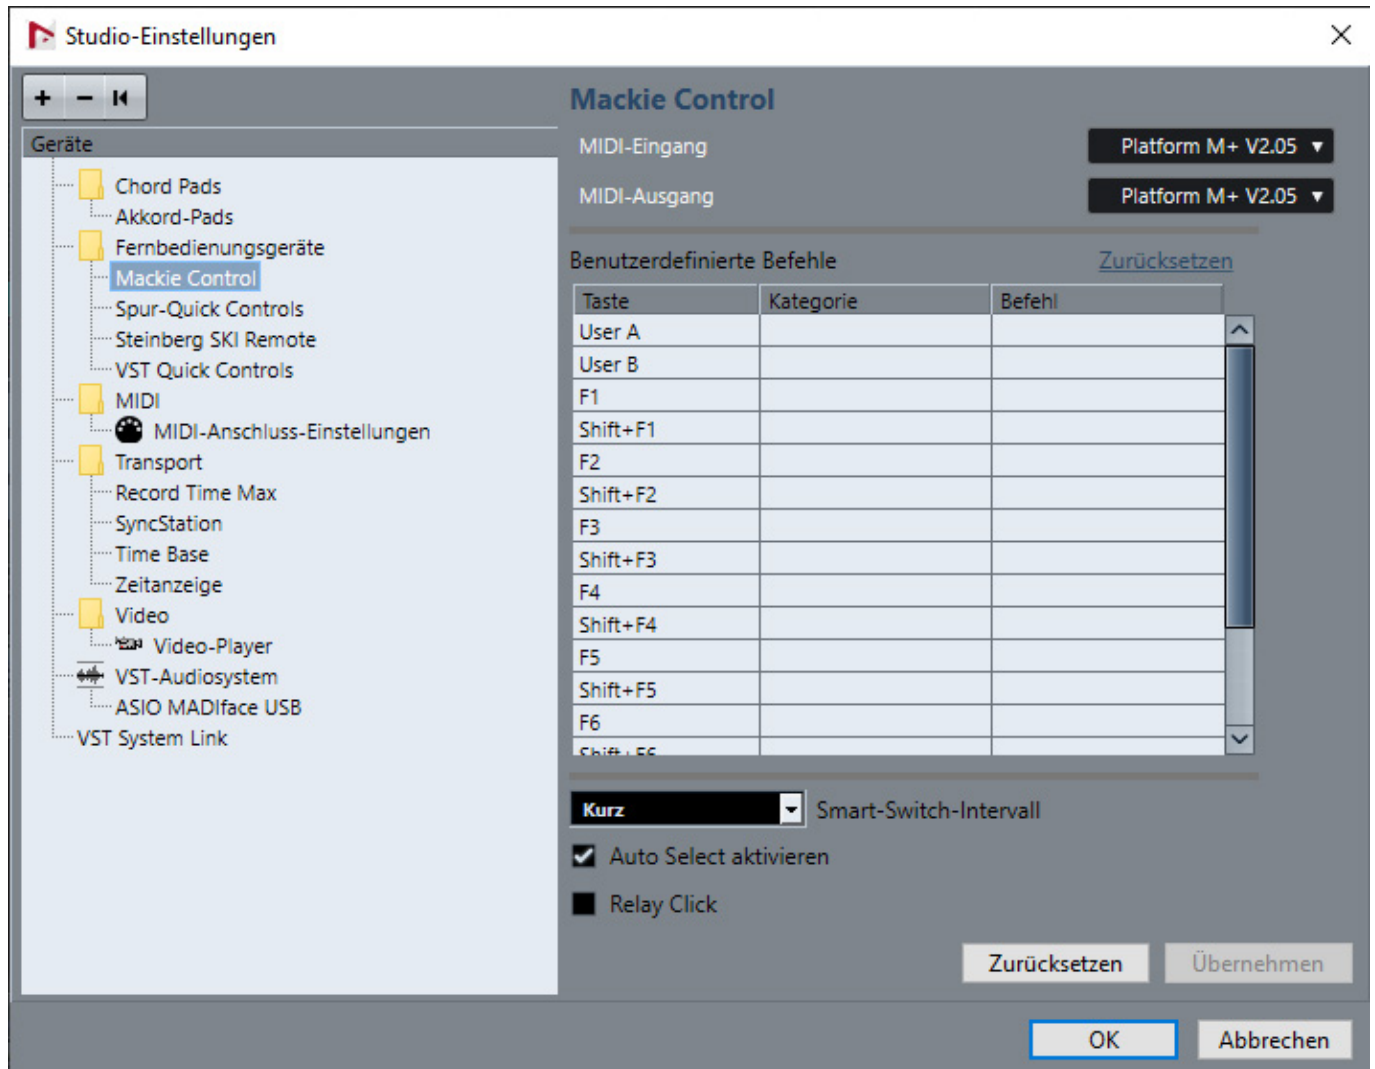 Studio-Einstellungen
Geräte
Chord Pads
Akkord-Pads
Fernbedienungsgeräte
Mackie Control
Spur-Quick Controls
Steinberg SKI Remote
VST Quick Controls
MIDI
MIDI-Anschluss-Einstellungen
Transport
Record Time Max
SyncStation
Time Base
Zeitanzeige
Video
Video-Player
VST-Audiosystem
ASIO MADIface USB
VST System Link
Mackie Control
MIDI-Eingang Platform M+ V2.05
MIDI-Ausgang Platform M+ V2.05
Benutzerdefinierte Befehle Zurücksetzen
Taste Kategorie Befehl
User A
User B
F1
Shift+F1
F2
Shift+F2
F3
Shift+F3
F4
Shift+F4
F5
Shift+F5
F6
Shift+F6
Kurz Smart-Switch-Intervall
Auto Select aktivieren
Relay Click
Zurücksetzen Übernehmen
OK Abbrechen